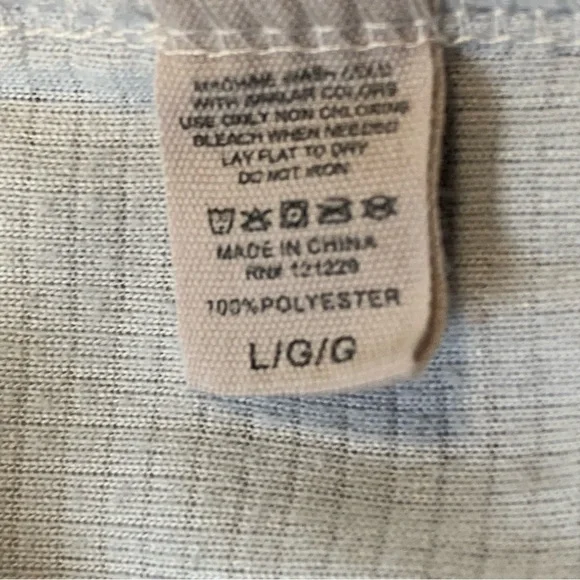 MACHINE WASH COLD
WITH SIMILAR COLORS
USE ONLY NON CHLORINE
BLEACH WHEN NEEDED
LAY FLAT TO DRY
DO NOT IRON
MADE IN CHINA
RN# 121229
100%POLYESTER
L/G/G